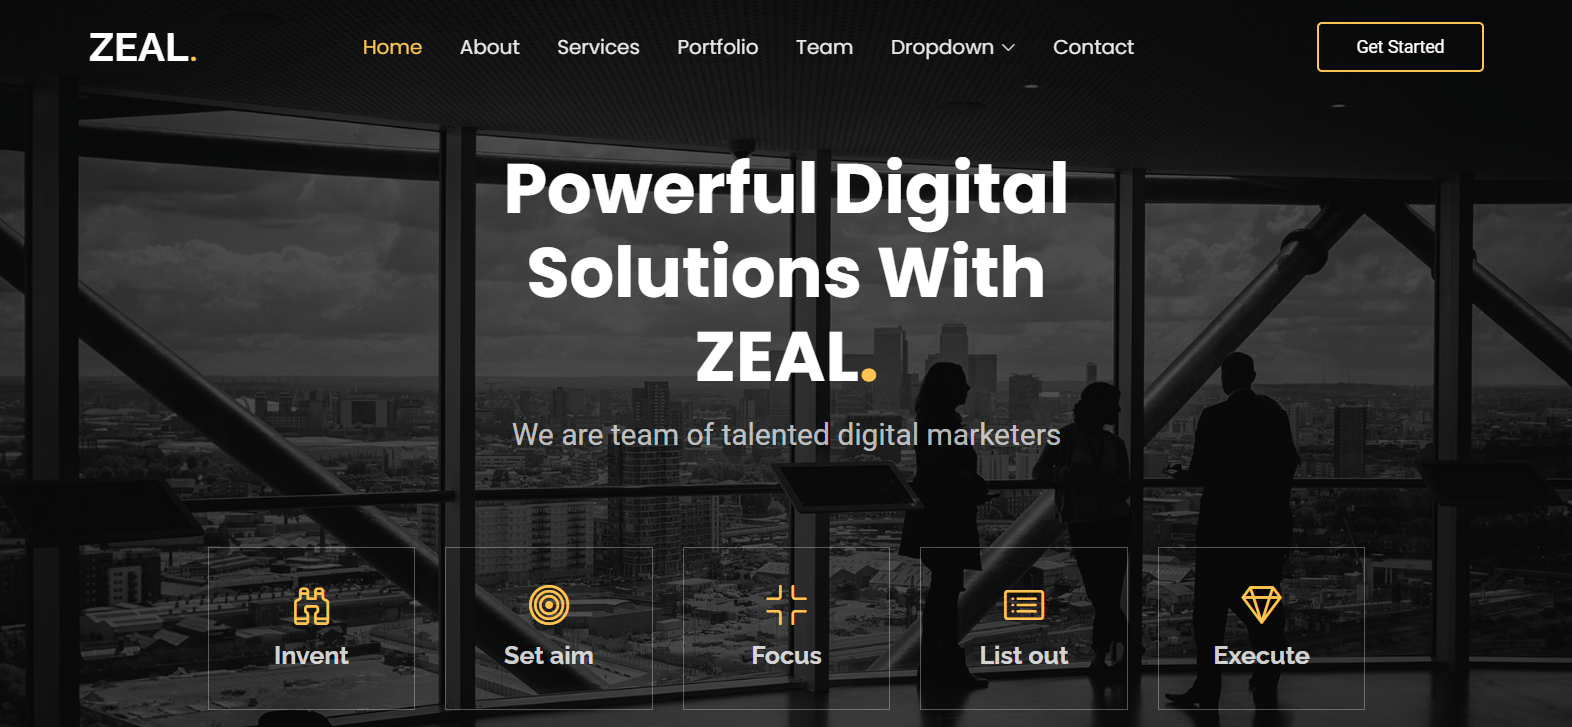 ZEAL.
Home About Services Portfolio Team Dropdown Contact
Get Started
Powerful Digital
Solutions With
ZEAL.
We are team of talented digital marketers
Invent
Set aim
Focus
List out
Execute